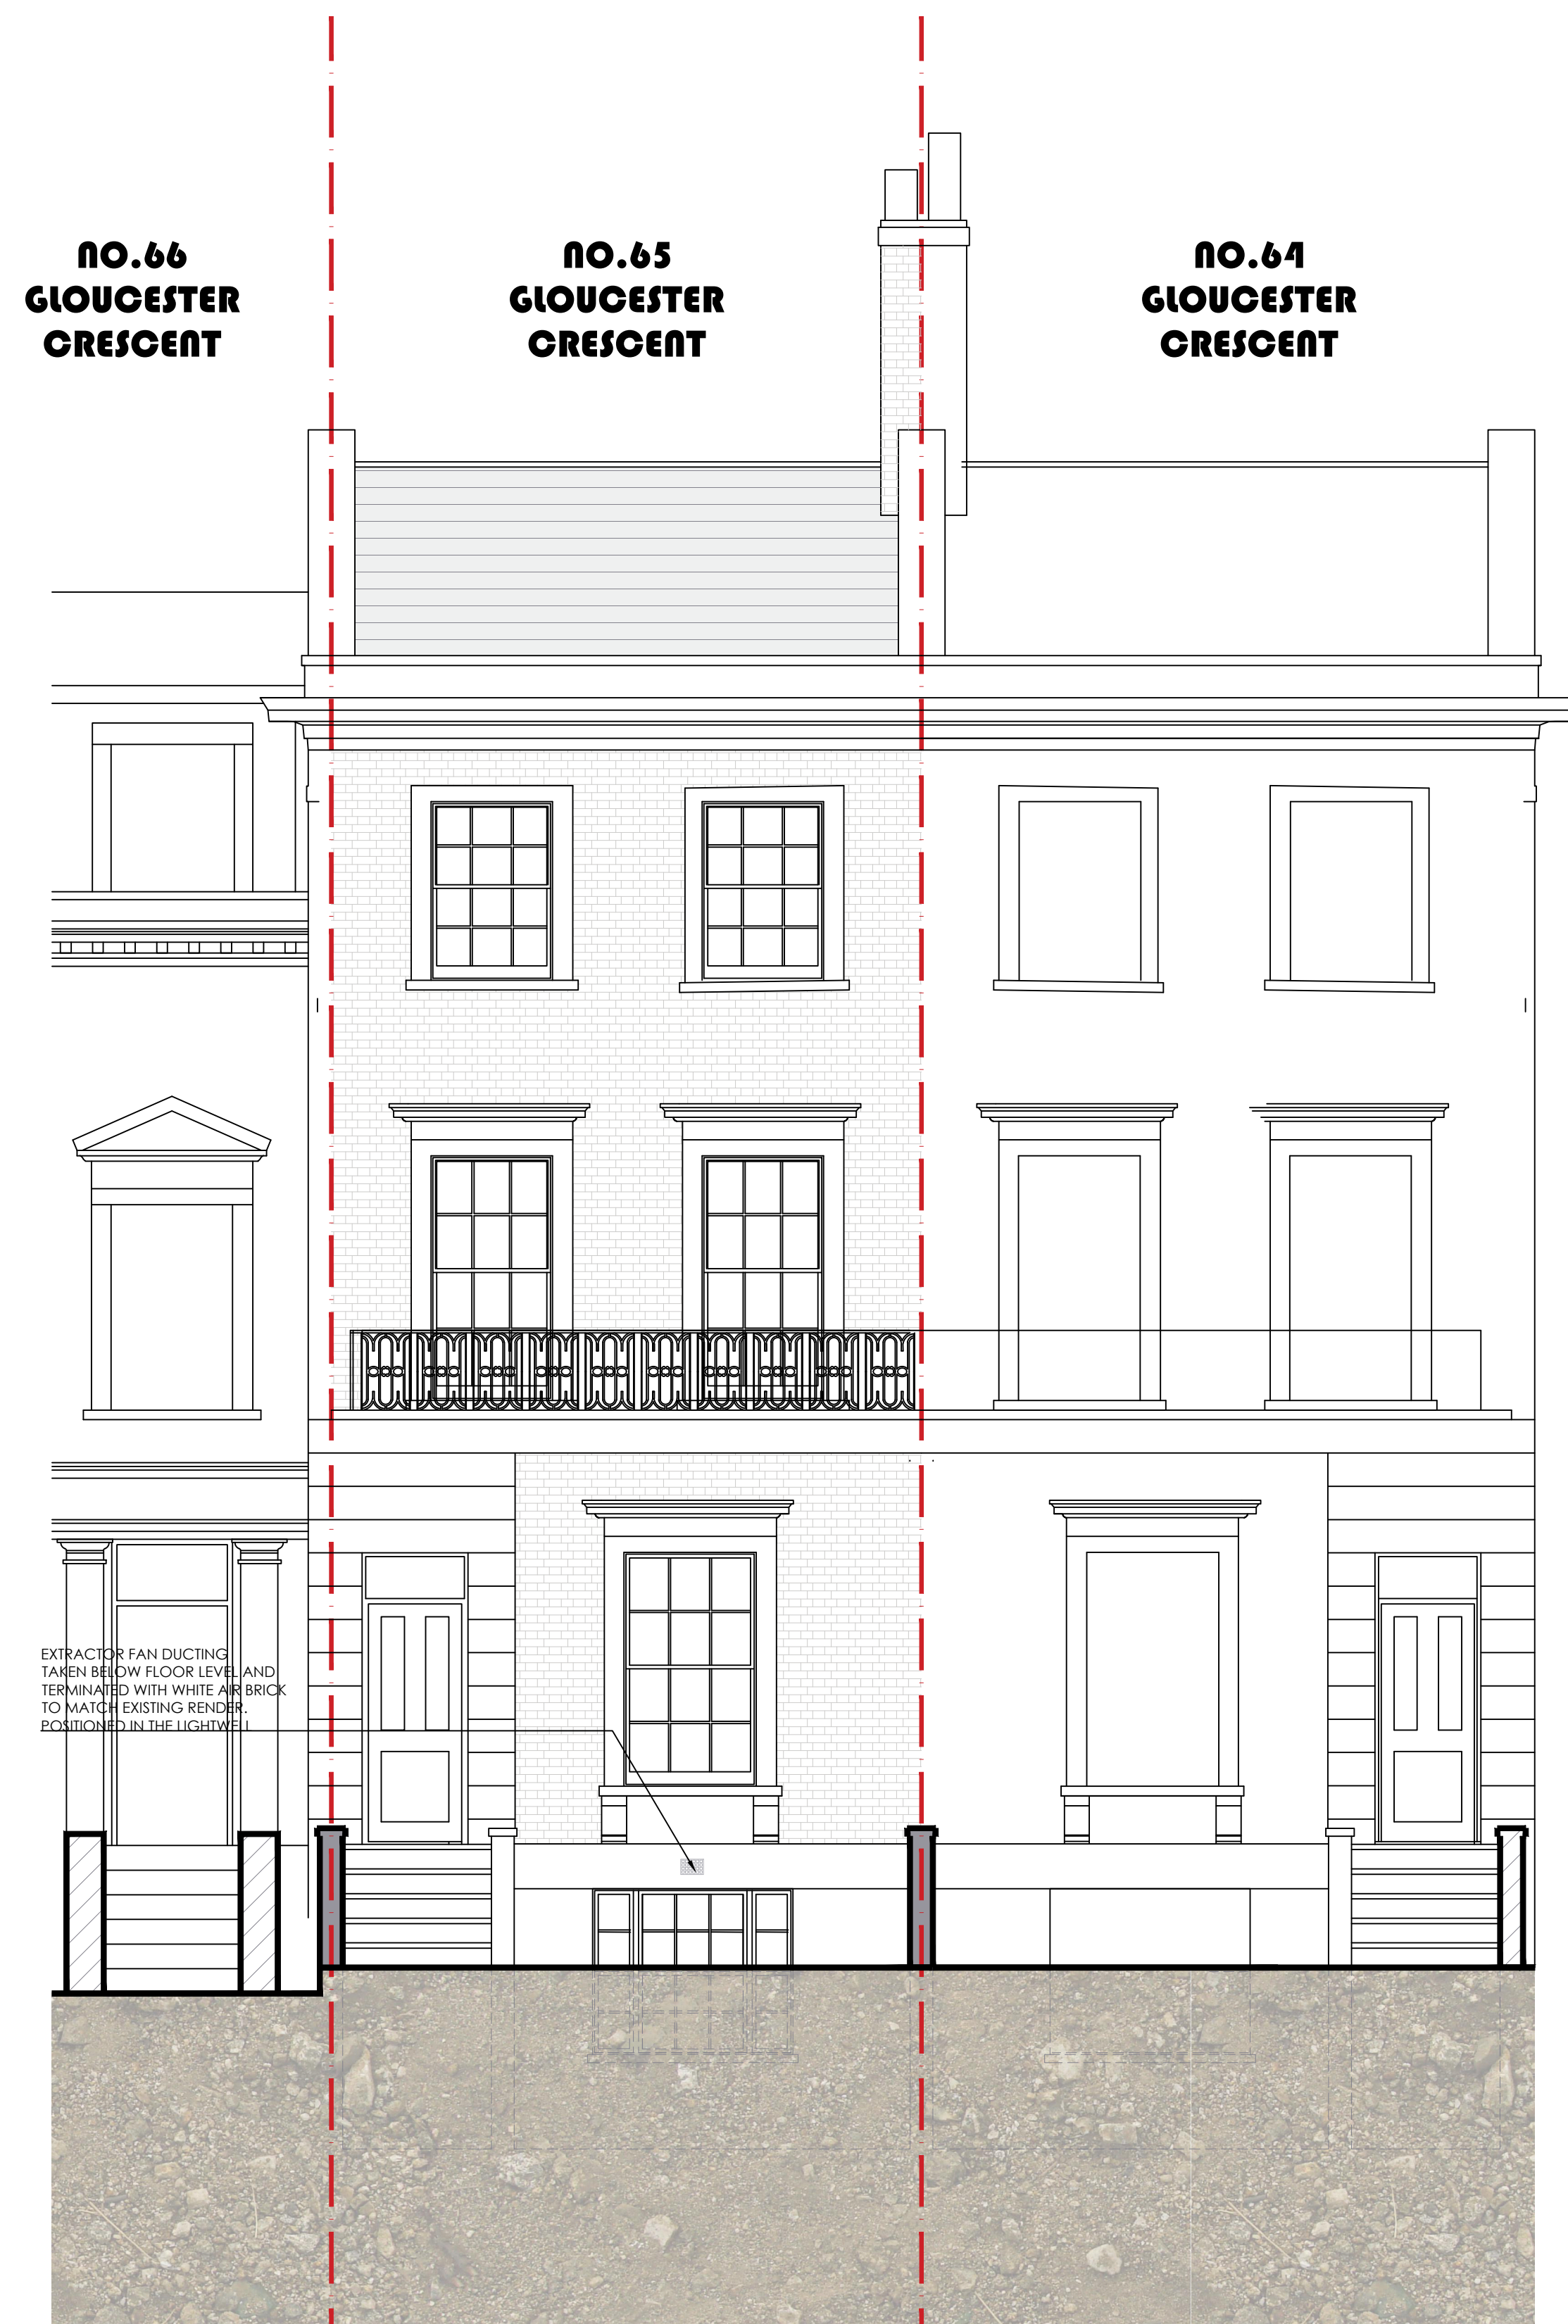 NO.66
GLOUCESTER
CRESCENT
NO.65
GLOUCESTER
CRESCENT
NO.64
GLOUCESTER
CRESCENT
EXTRACTOR FAN DUCTING
TAKEN BELOW FLOOR LEVEL AND
TERMINATED WITH WHITE AIR BRICK
TO MATCH EXISTING RENDER.
POSITIONED IN THE LIGHTWELL